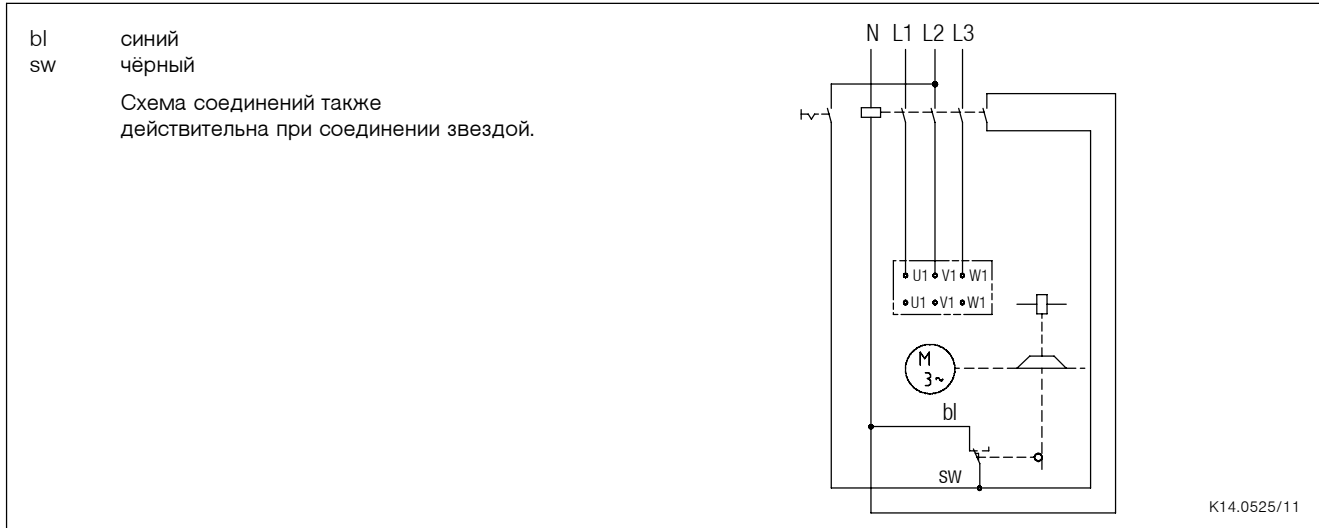 bl синий
sw чёрный
Схема соединений также
действительна при соединении звездой.
N L1 L2 L3
U1 V1 W1
U1 V1 W1
M
3~
bl
sw
K14.0525/11